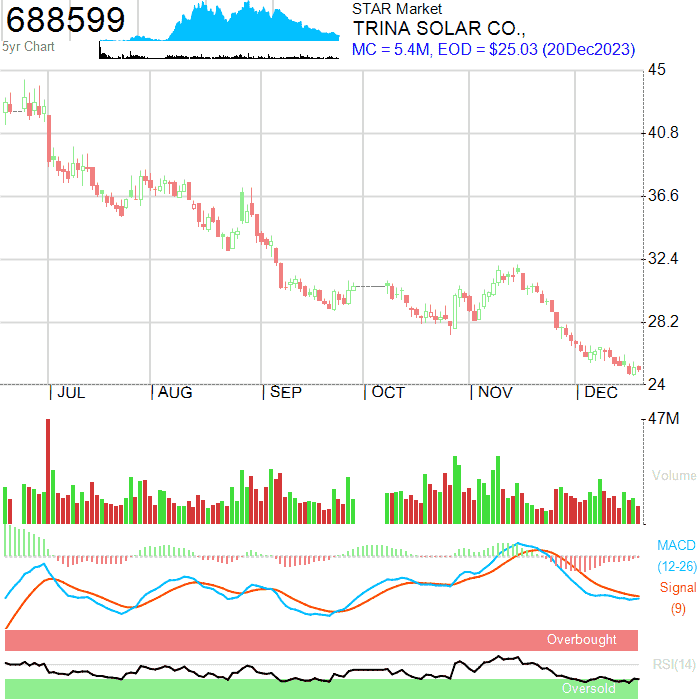 688599
5yr Chart
STAR Market
TRINA SOLAR CO.,
MC = 5.4M, EOD = $25.03 (20Dec2023)
45
40.8
36.6
32.4
28.2
24
| JUL | AUG | SEP | OCT | NOV | DEC
47M
Volume
MACD
(12-26)
Signal
(9)
Overbought
RSI(14)
Oversold